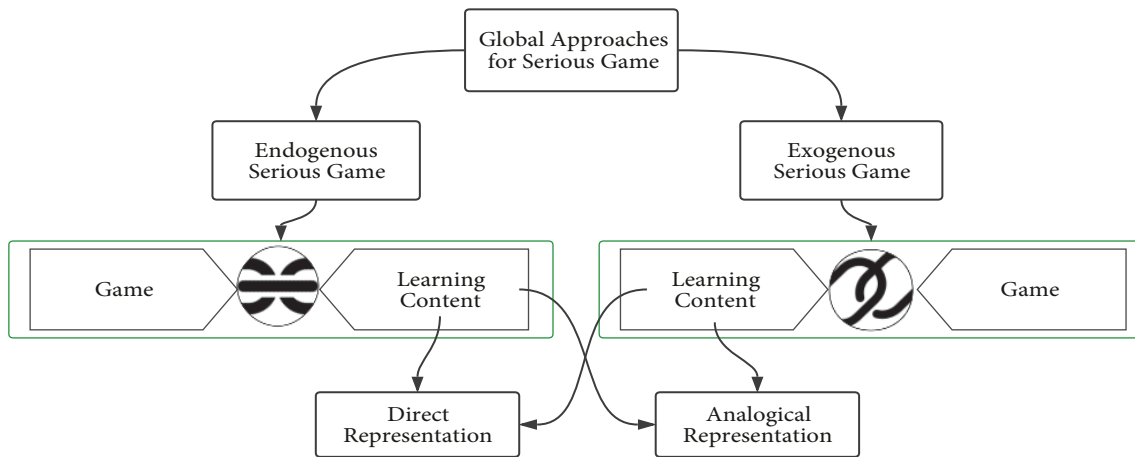 Global Approaches
for Serious Game
Endogenous
Serious Game
Exogenous
Serious Game
Game
Learning
Content
Learning
Content
Game
Direct
Representation
Analogical
Representation